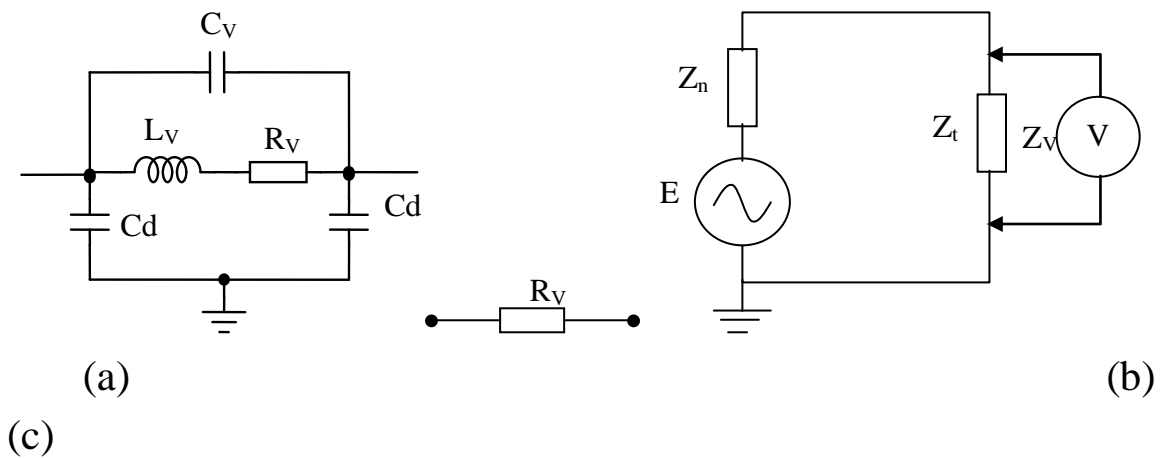 C_V
L_V
R_V
Cd
Cd
R_V
Z_n
E
Z_t
Z_V
V
(a)
(b)
(c)